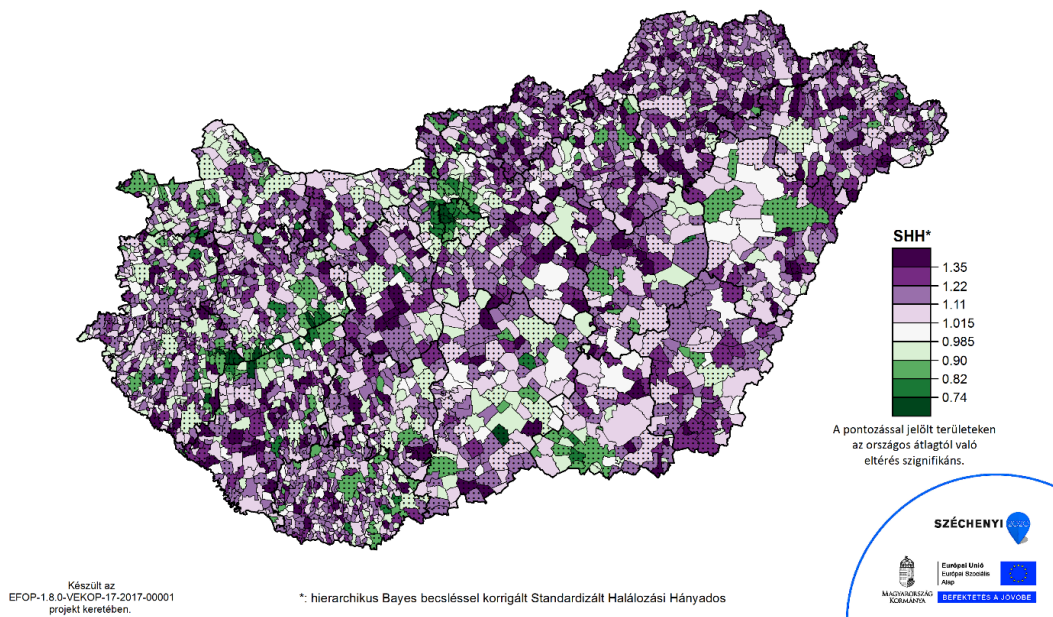 SHH*
1.35
1.22
1.11
1.015
0.985
0.90
0.82
0.74
A pontozással jelölt területeken
az országos átlagtól való
eltérés szignifikáns.
SZÉCHENYI 2020
MAGYARORSZÁG
KORMÁNYA
Európai Unió
Európai Szociális
Alap
BEFEKTETÉS A JÖVŐBE
Készült az
EFOP-1.8.0-VEKOP-17-2017-00001
projekt keretében.
*: hierarchikus Bayes becsléssel korrigált Standardizált Halálozási Hányados